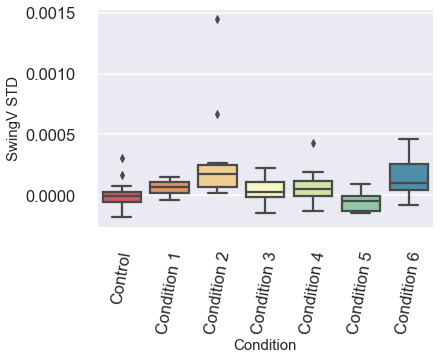 0.0015
0.0010
0.0005
0.0000
SwingV STD
Control
Condition 1
Condition 2
Condition 3
Condition 4
Condition 5
Condition 6
Condition